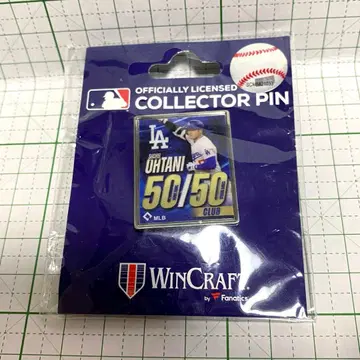 OFFICIALLY LICENSED
COLLECTOR PIN
LA
OHTANI
50/50
CLUB
MLB
WINCRAFT
by Fanatics